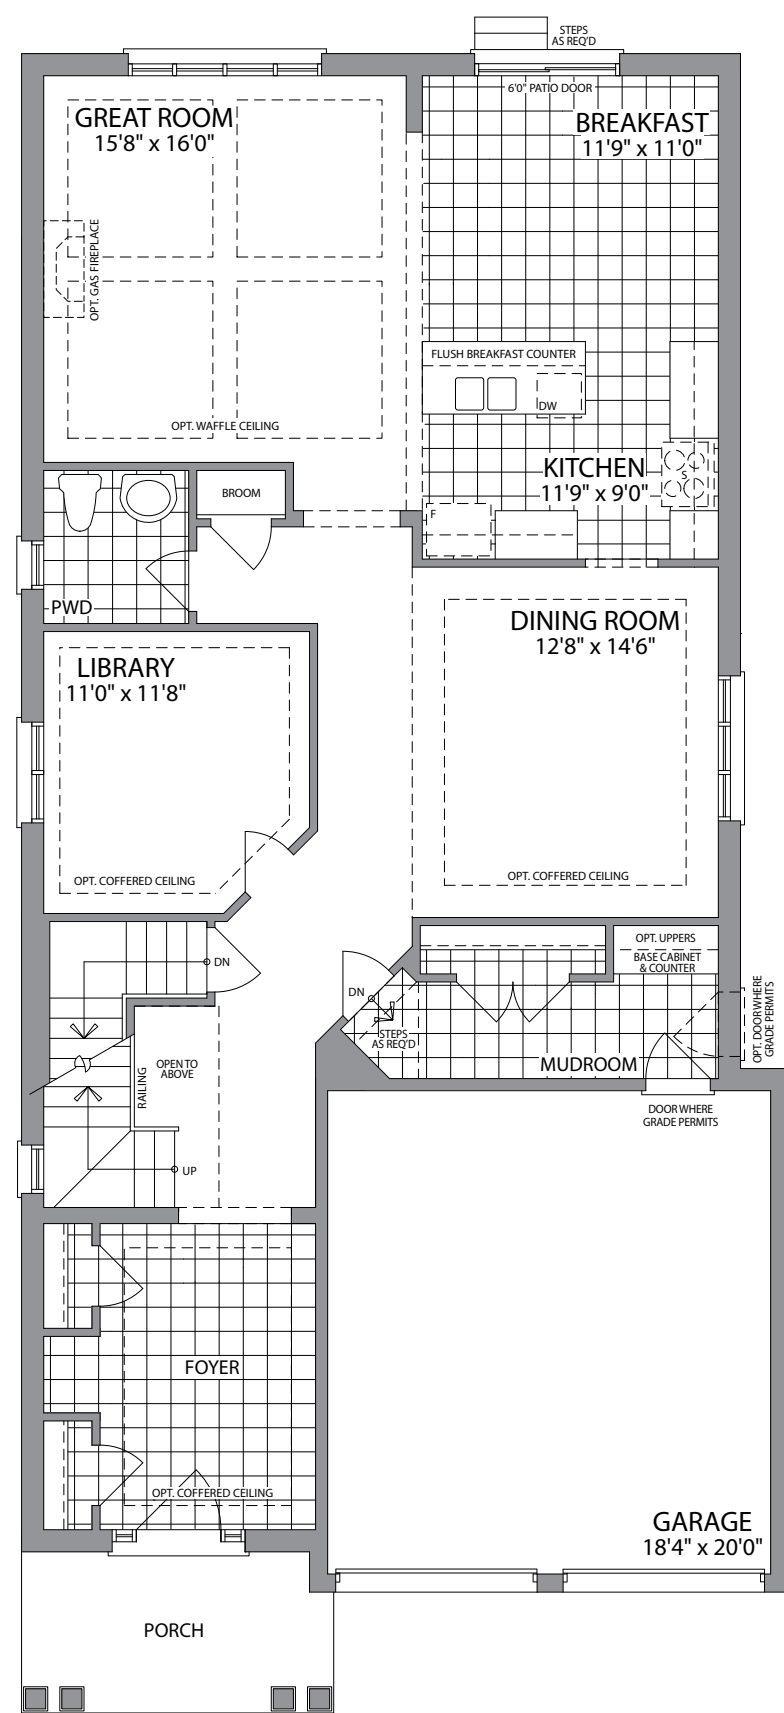 STEPS
AS REQ'D
6'0" PATIO DOOR
GREAT ROOM
15'8" x 16'0"
BREAKFAST
11'9" x 11'0"
OPT. GAS FIREPLACE
FLUSH BREAKFAST COUNTER
DW
OPT. WAFFLE CEILING
KITCHEN
11'9" x 9'0"
S
BROOM
F
PWD
DINING ROOM
12'8" x 14'6"
LIBRARY
11'0" x 11'8"
OPT. COFFERED CEILING
OPT. COFFERED CEILING
OPT. UPPERS
BASE CABINET
& COUNTER
DN
DN
STEPS
AS REQ'D
OPT. DOOR WHERE
GRADE PERMITS
MUDROOM
OPEN TO
ABOVE
RAILING
DOOR WHERE
GRADE PERMITS
UP
FOYER
OPT. COFFERED CEILING
GARAGE
18'4" x 20'0"
PORCH